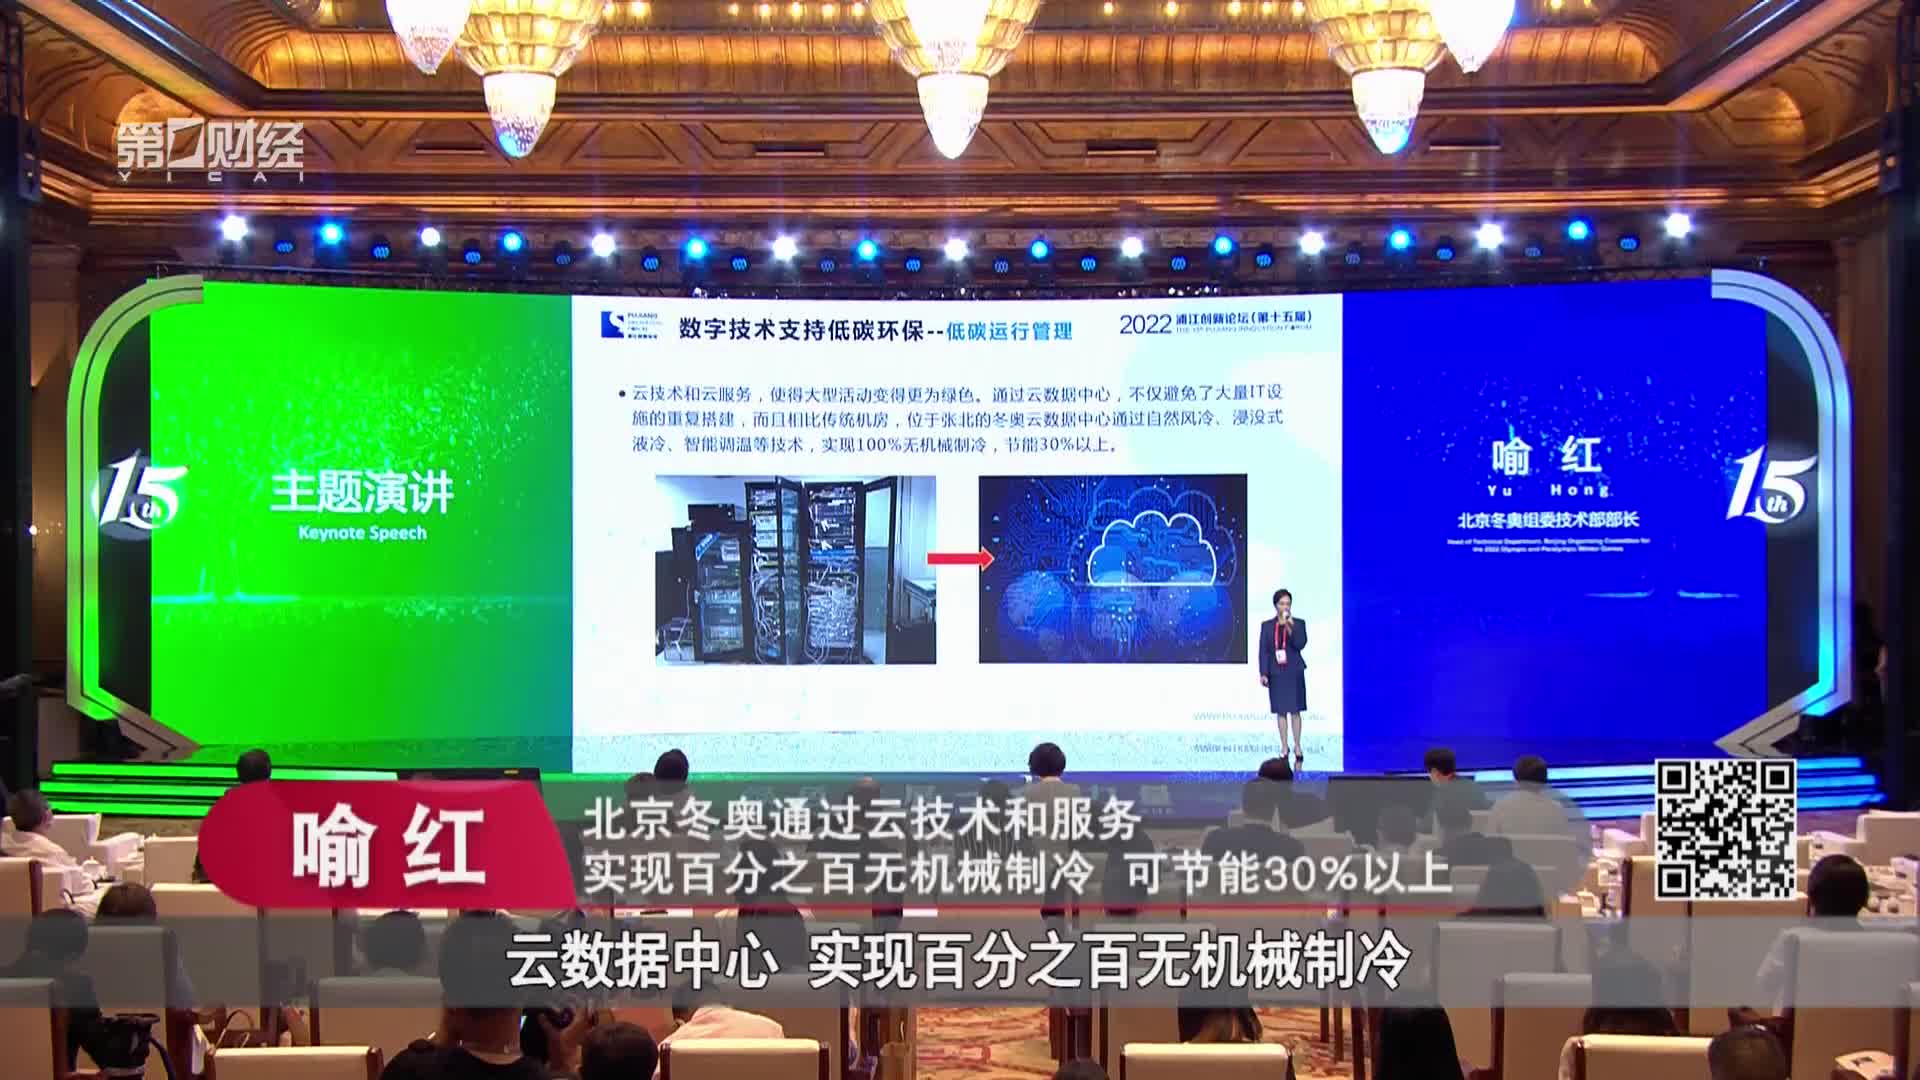 第一财经
YICAI
PUJIANG
数字技术支持低碳环保--低碳运行管理
2022 浦江创新论坛(第十五届)
THE 15th PUJIANG INNOVATION FORUM
• 云技术和云服务，使得大型活动变得更为绿色。通过云数据中心，不仅避免了大量IT设
施的重复搭建，而且相比传统机房，位于张北的冬奥云数据中心通过自然风冷、浸没式
液冷、智能调温等技术，实现100%无机械制冷，节能30%以上。
15th
主题演讲
Keynote Speech
喻 红
Yu Hong
北京冬奥组委技术部部长
Head of Technical Department, Beijing Organising Committee for
the 2022 Olympic and Paralympic Winter Games
15th
喻 红
北京冬奥通过云技术和服务
实现百分之百无机械制冷 可节能30%以上
云数据中心 实现百分之百无机械制冷